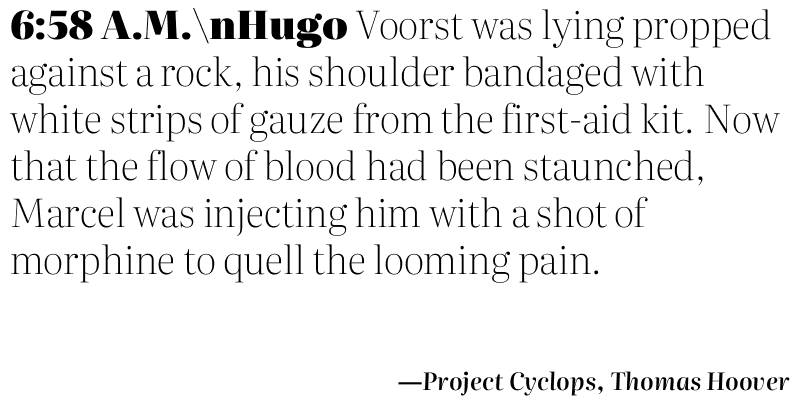 6:58 A.M.\nHugo Voorst was lying propped
against a rock, his shoulder bandaged with
white strips of gauze from the first-aid kit. Now
that the flow of blood had been staunched,
Marcel was injecting him with a shot of
morphine to quell the looming pain.
—Project Cyclops, Thomas Hoover